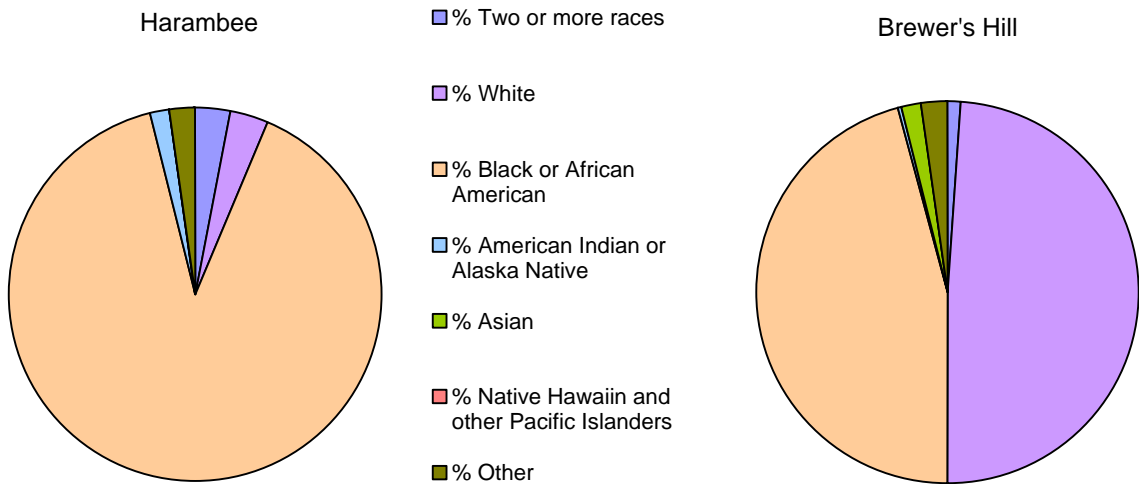 Harambee
% Two or more races
% White
% Black or African
American
% American Indian or
Alaska Native
% Asian
% Native Hawaiin and
other Pacific Islanders
% Other
Brewer's Hill